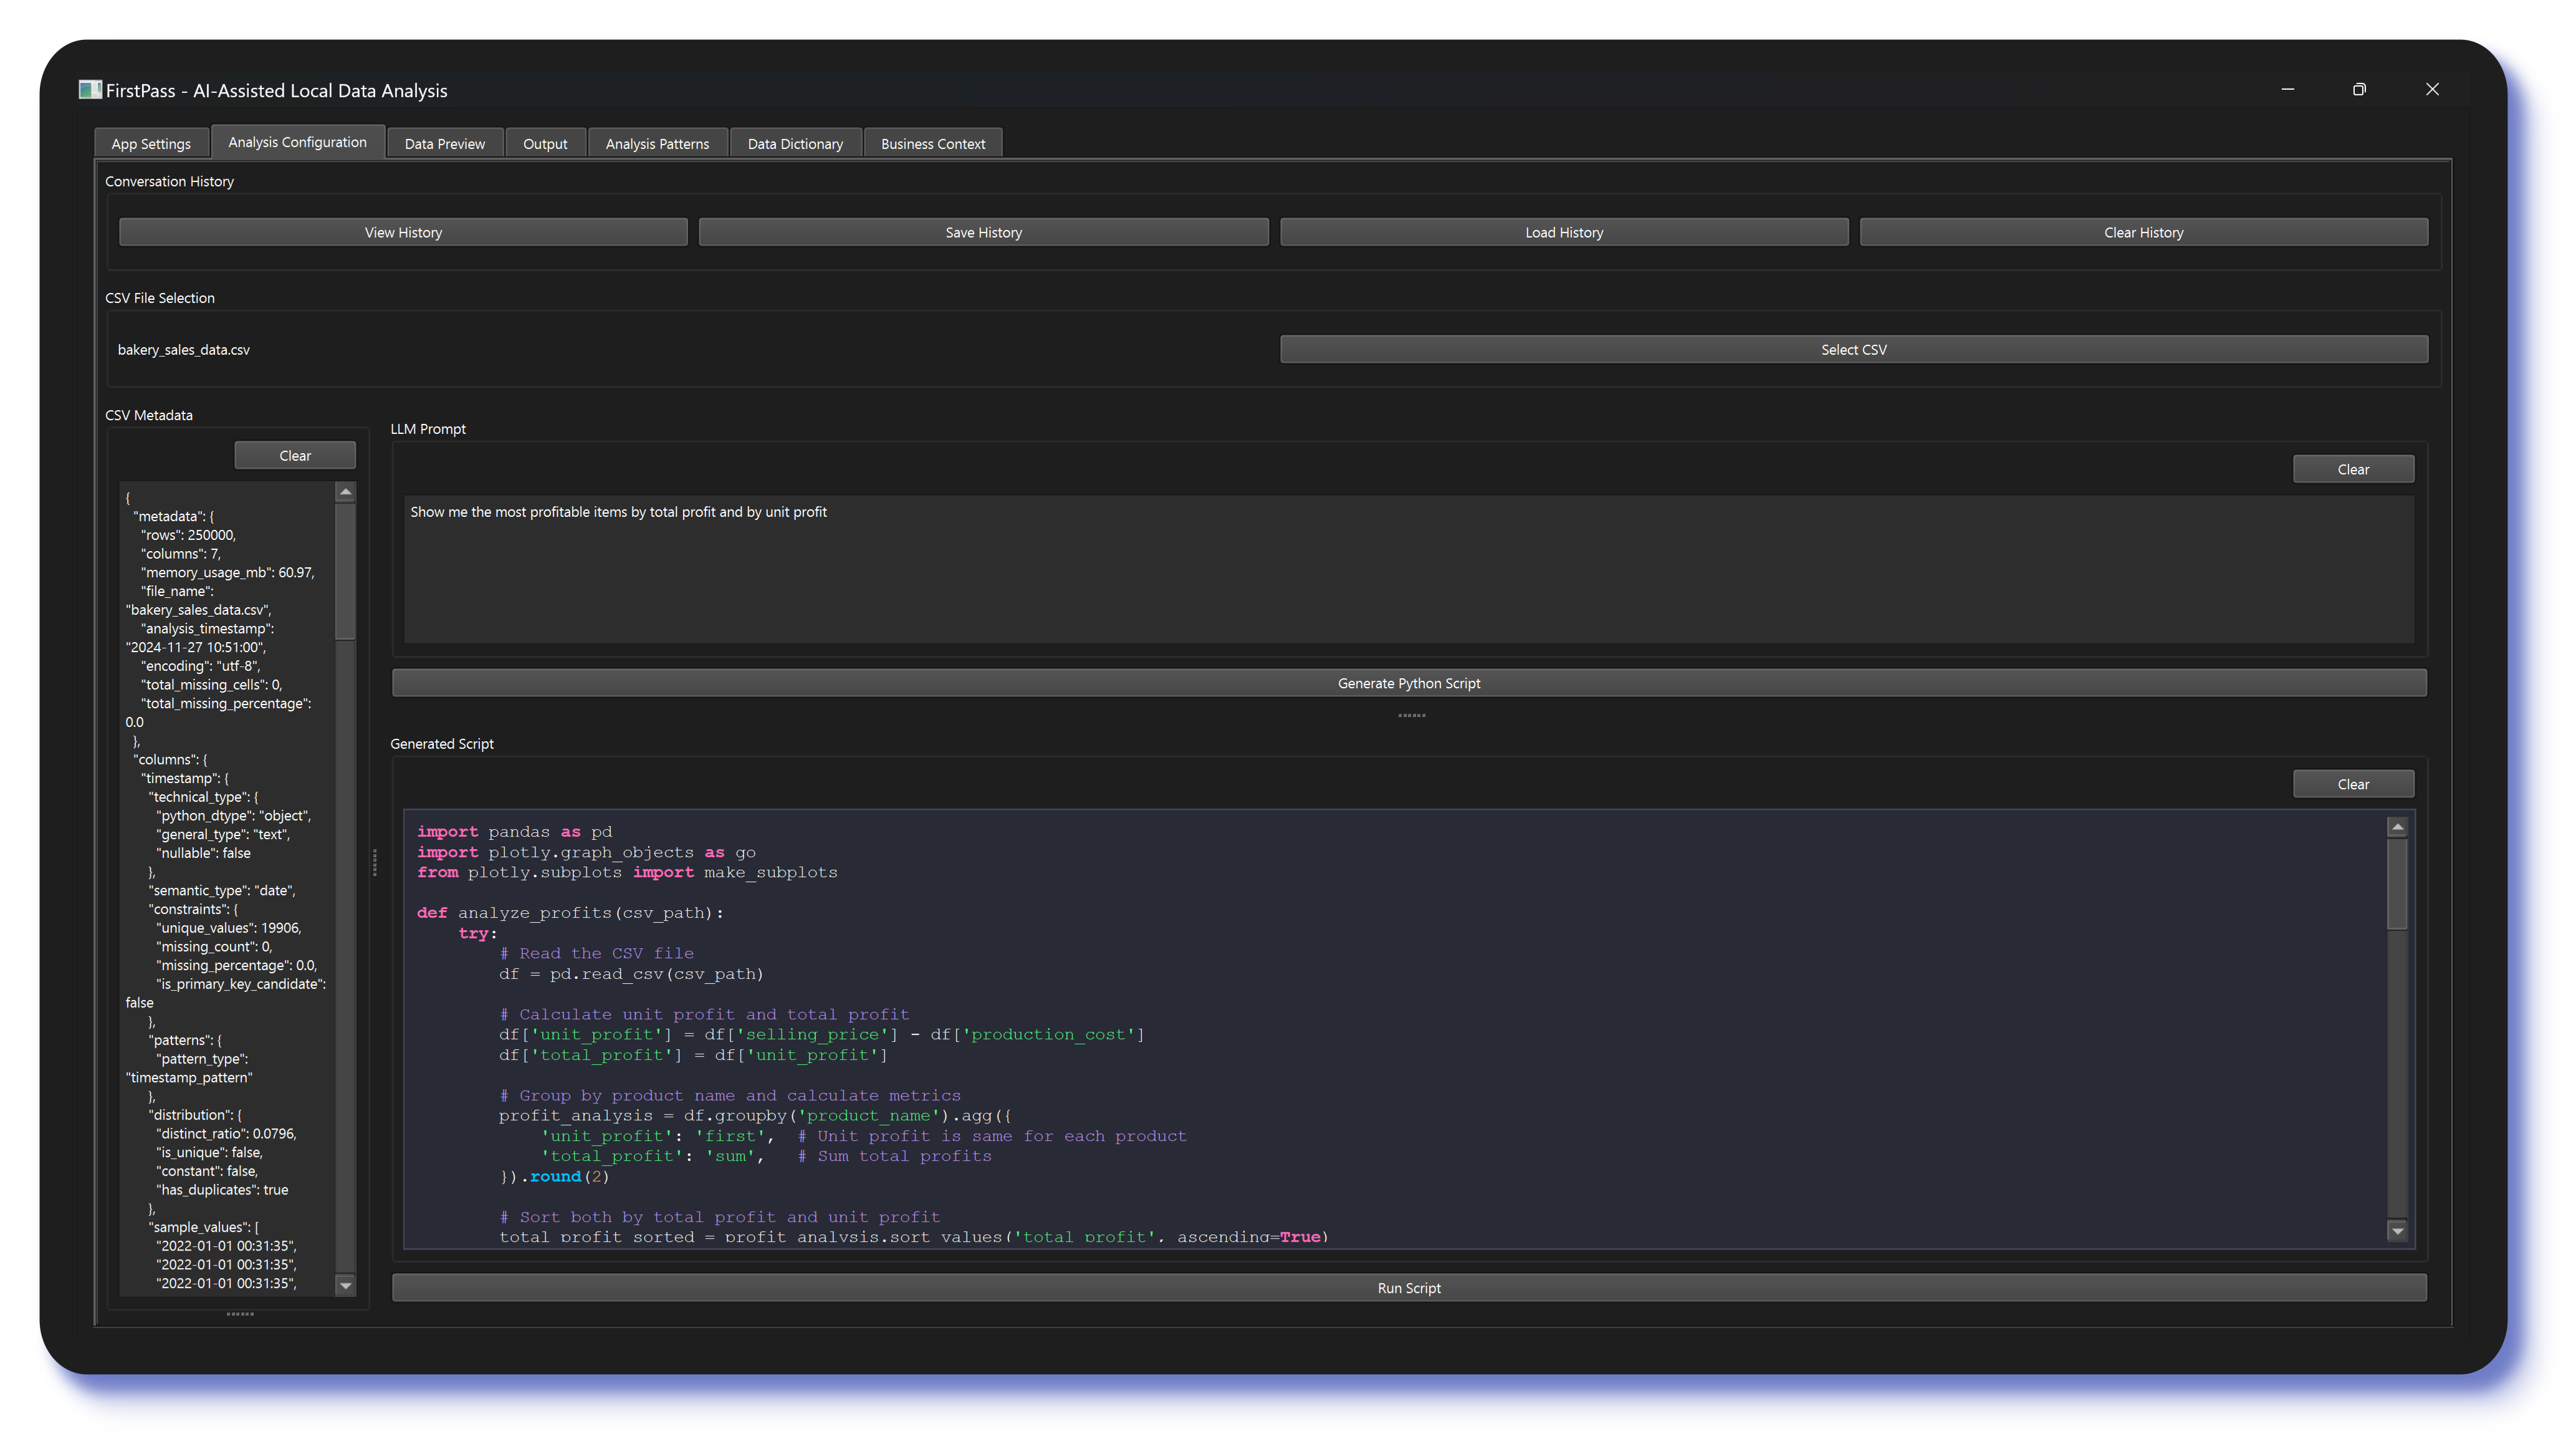 FirstPass - AI-Assisted Local Data Analysis
App Settings
Analysis Configuration
Data Preview
Output
Analysis Patterns
Data Dictionary
Business Context
Conversation History
View History
Save History
Load History
Clear History
CSV File Selection
bakery_sales_data.csv
Select CSV
CSV Metadata
Clear
{
"metadata": {
"rows": 250000,
"columns": 7,
"memory_usage_mb": 60.97,
"file_name":
"bakery_sales_data.csv",
"analysis_timestamp":
"2024-11-27 10:51:00",
"encoding": "utf-8",
"total_missing_cells": 0,
"total_missing_percentage":
0.0
},
"columns": {
"timestamp": {
"technical_type": {
"python_dtype": "object",
"general_type": "text",
"nullable": false
},
"semantic_type": "date",
"constraints": {
"unique_values": 19906,
"missing_count": 0,
"missing_percentage": 0.0,
"is_primary_key_candidate":
false
},
"patterns": {
"pattern_type":
"timestamp_pattern"
},
"distribution": {
"distinct_ratio": 0.0796,
"is_unique": false,
"constant": false,
"has_duplicates": true
},
"sample_values": [
"2022-01-01 00:31:35",
"2022-01-01 00:31:35",
"2022-01-01 00:31:35",
LLM Prompt
Clear
Show me the most profitable items by total profit and by unit profit
Generate Python Script
Generated Script
Clear
import pandas as pd
import plotly.graph_objects as go
from plotly.subplots import make_subplots
def analyze_profits(csv_path):
try:
# Read the CSV file
df = pd.read_csv(csv_path)
# Calculate unit profit and total profit
df['unit_profit'] = df['selling_price'] - df['production_cost']
df['total_profit'] = df['unit_profit']
# Group by product name and calculate metrics
profit_analysis = df.groupby('product_name').agg({
'unit_profit': 'first', # Unit profit is same for each product
'total_profit': 'sum', # Sum total profits
}).round(2)
# Sort both by total profit and unit profit
total_profit_sorted = profit_analysis.sort_values('total_profit', ascending=True)
Run Script